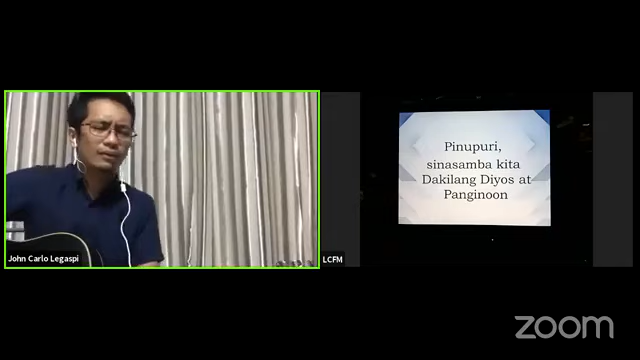 Pinupuri,
sinasamba kita
Dakilang Diyos at
Panginoon
John Carlo Legaspi
LCFM
zoom